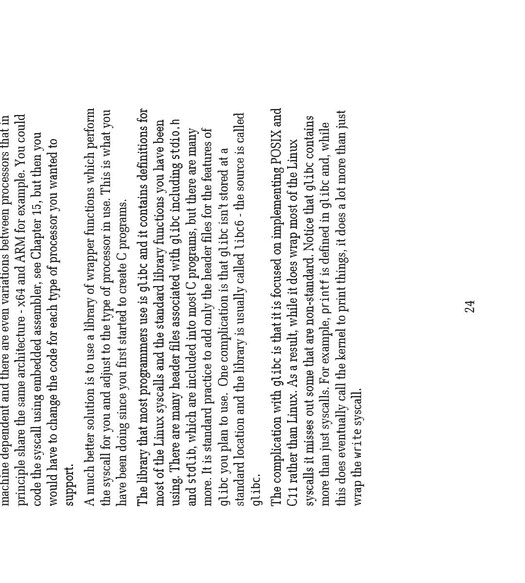 machine dependent and there are even variations between processors that in
principle share the same architecture - x64 and ARM for example. You could
code the syscall using embedded assembler, see Chapter 15, but then you
would have to change the code for each type of processor you wanted to
support.
A much better solution is to use a library of wrapper functions which perform
the syscall for you and adjust to the type of processor in use. This is what you
have been doing since you first started to create C programs.
The library that most programmers use is glibc and it contains definitions for
most of the Linux syscalls and the standard library functions you have been
using. There are many header files associated with glibc including stdio.h
and stdlib, which are included into most C programs, but there are many
more. It is standard practice to add only the header files for the features of
glibc you plan to use. One complication is that glibc isn't stored at a
standard location and the library is usually called libc6 - the source is called
glibc.
The complication with glibc is that it is focused on implementing POSIX and
C11 rather than Linux. As a result, while it does wrap most of the Linux
syscalls it misses out some that are non-standard. Notice that glibc contains
more than just syscalls. For example, printf is defined in glibc and, while
this does eventually call the kernel to print things, it does a lot more than just
wrap the write syscall.
24